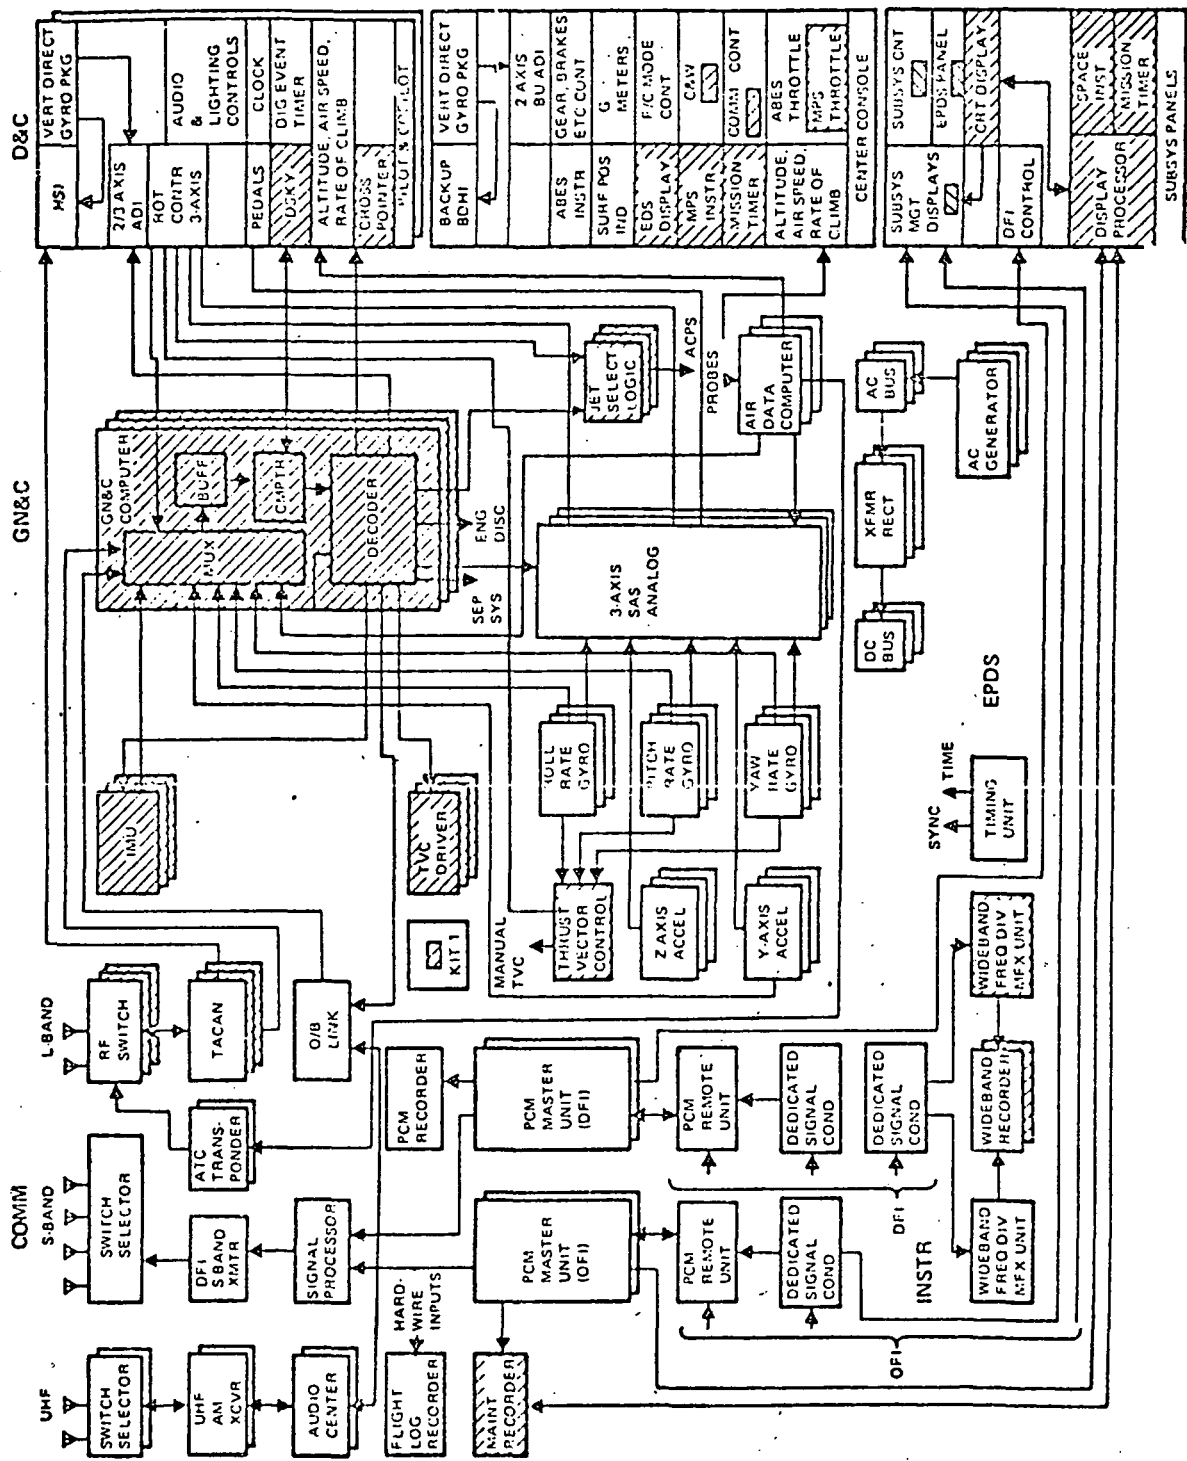 COMM
GN&C
D&C
UHF
S-BAND
L-BAND
SWITCH
SELECTOR
SWITCH
SELECTOR
RF
SWITCH
UHF
AM
XCVR
DFI
S BAND
XMTR
ATC
TRANS-
PONDER
TACAN
AUDIO
CENTER
SIGNAL
PROCESSOR
O/B
LINK
FLIGHT
LOG
RECORDER
HARD-
WIRE
INPUTS
PCM
RECORDER
KIT 1
MAINT
RECORDER
PCM
MASTER
UNIT
(OFI)
PCM
MASTER
UNIT
(DFI)
PCM
REMOTE
UNIT
PCM
REMOTE
UNIT
DEDICATED
SIGNAL
COND
DEDICATED
SIGNAL
COND
DEDICATED
SIGNAL
COND
OFI
DFI
INSTR
WIDEBAND
FREQ DIV
MFX UNIT
WIDEBAND
RECORDER
WIDEBAND
FREQ DIV
MFX UNIT
IMU
TVC
DRIVER
MANUAL
TVC
THRUST
VECTOR
CONTROL
Z AXIS
ACCEL
Y-AXIS
ACCEL
ROLL
RATE
GYRO
PITCH
RATE
GYRO
YAW
RATE
GYRO
SYNC
TIME
TIMING
UNIT
EPDS
GN&C
COMPUTER
MUX
BUFF
CMPTR
DECODER
SEP
SYS
ENG
DISC
3-AXIS
SAS
ANALOG
JET
SELECT
LOGIC
ACPS
PROBES
AIR
DATA
COMPUTER
DC
BUS
XFMR
RECT
AC
BUS
AC
GENERATOR
HSI
VERT DIRECT
GYRO PKG
2/3 AXIS
ADI
ROT
CONTR
3-AXIS
AUDIO
&
LIGHTING
CONTROLS
PEDALS
CLOCK
DSKY
DIG EVENT
TIMER
ALTITUDE, AIR SPEED,
RATE OF CLIMB
CROSS
POINTER
PILOT & COPILOT
BACKUP
BDHI
VERT DIRECT
GYRO PKG
2 AXIS
BU ADI
ABES
INSTR
GEAR, BRAKES
ETC CONT
SURF POS
IND
G
METERS
EDS
DISPLAY
F/C MODE
CONT
MPS
INSTR
C&W
MISSION
TIMER
COMM CONT
ALTITUDE,
AIR SPEED,
RATE OF
CLIMB
ABES
THROTTLE
MPS
THROTTLE
CENTER CONSOLE
SUBSYS
MGT
DISPLAYS
SUBSYS CNT
EPDS PANEL
CRT DISPLAY
DFI
CONTROL
DISPLAY
PROCESSOR
SPACE
INST
MISSION
TIMER
SUBSYS PANELS